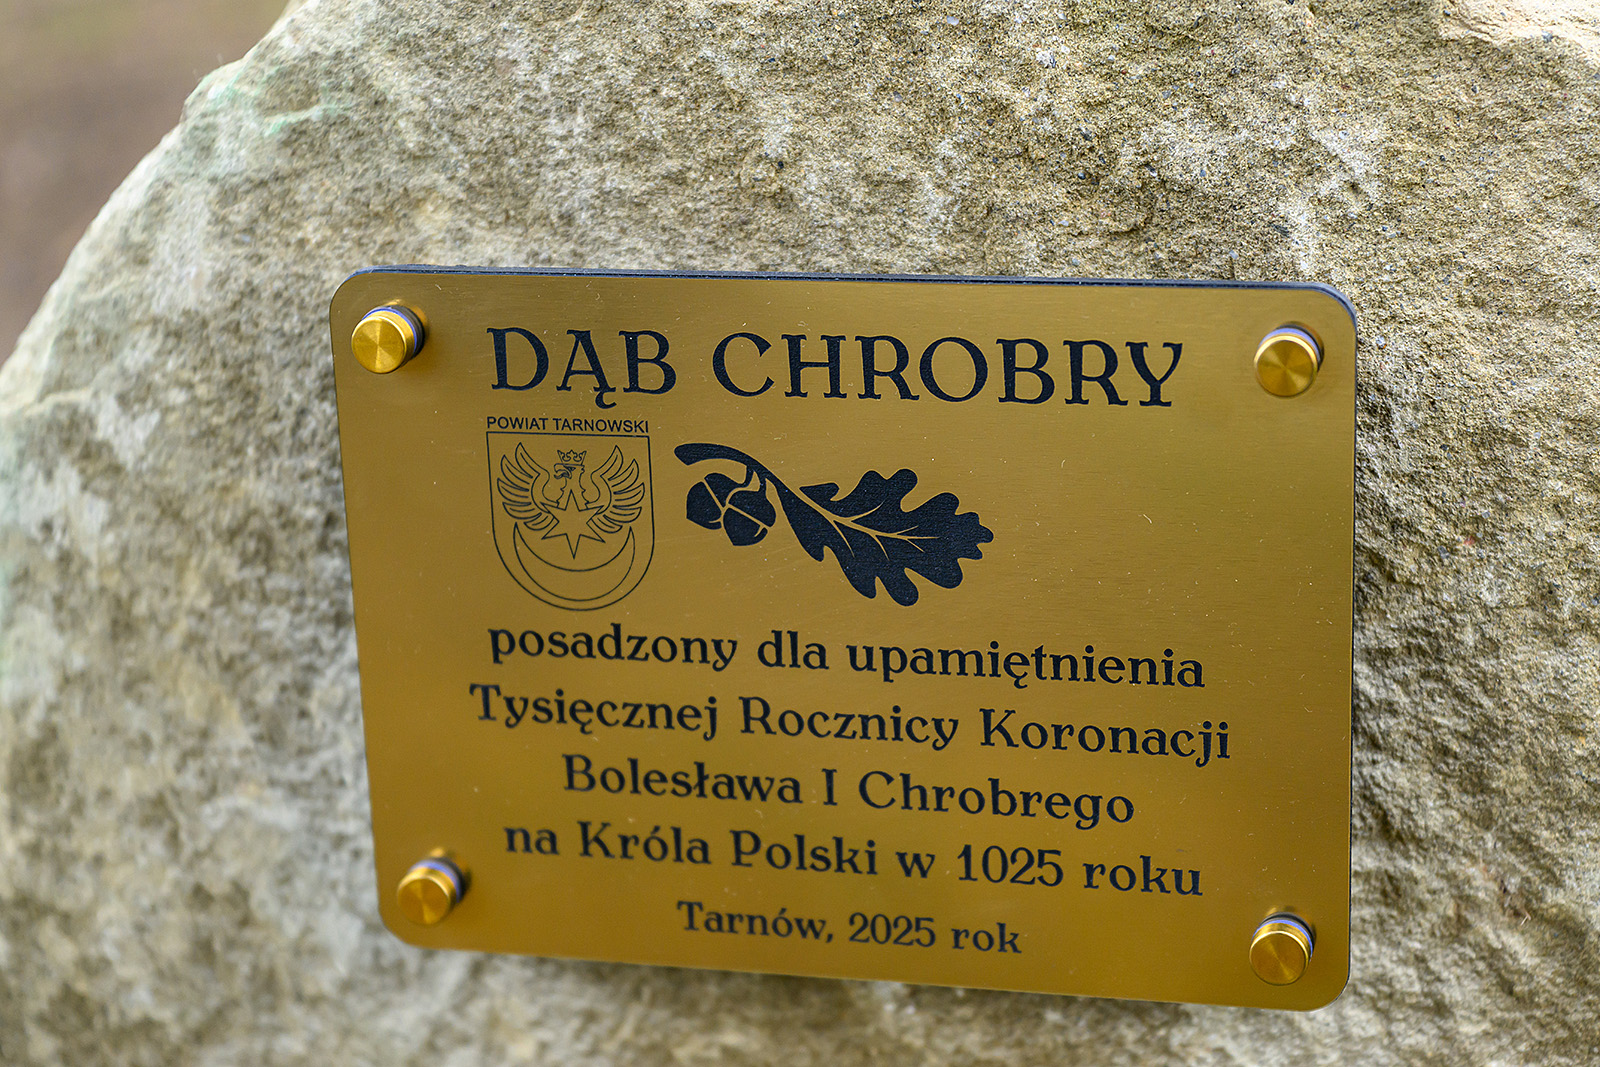 DĄB CHROBRY
POWIAT TARNOWSKI
posadzony dla upamiętnienia
Tysięcznej Rocznicy Koronacji
Bolesława I Chrobrego
na Króla Polski w 1025 roku
Tarnów, 2025 rok